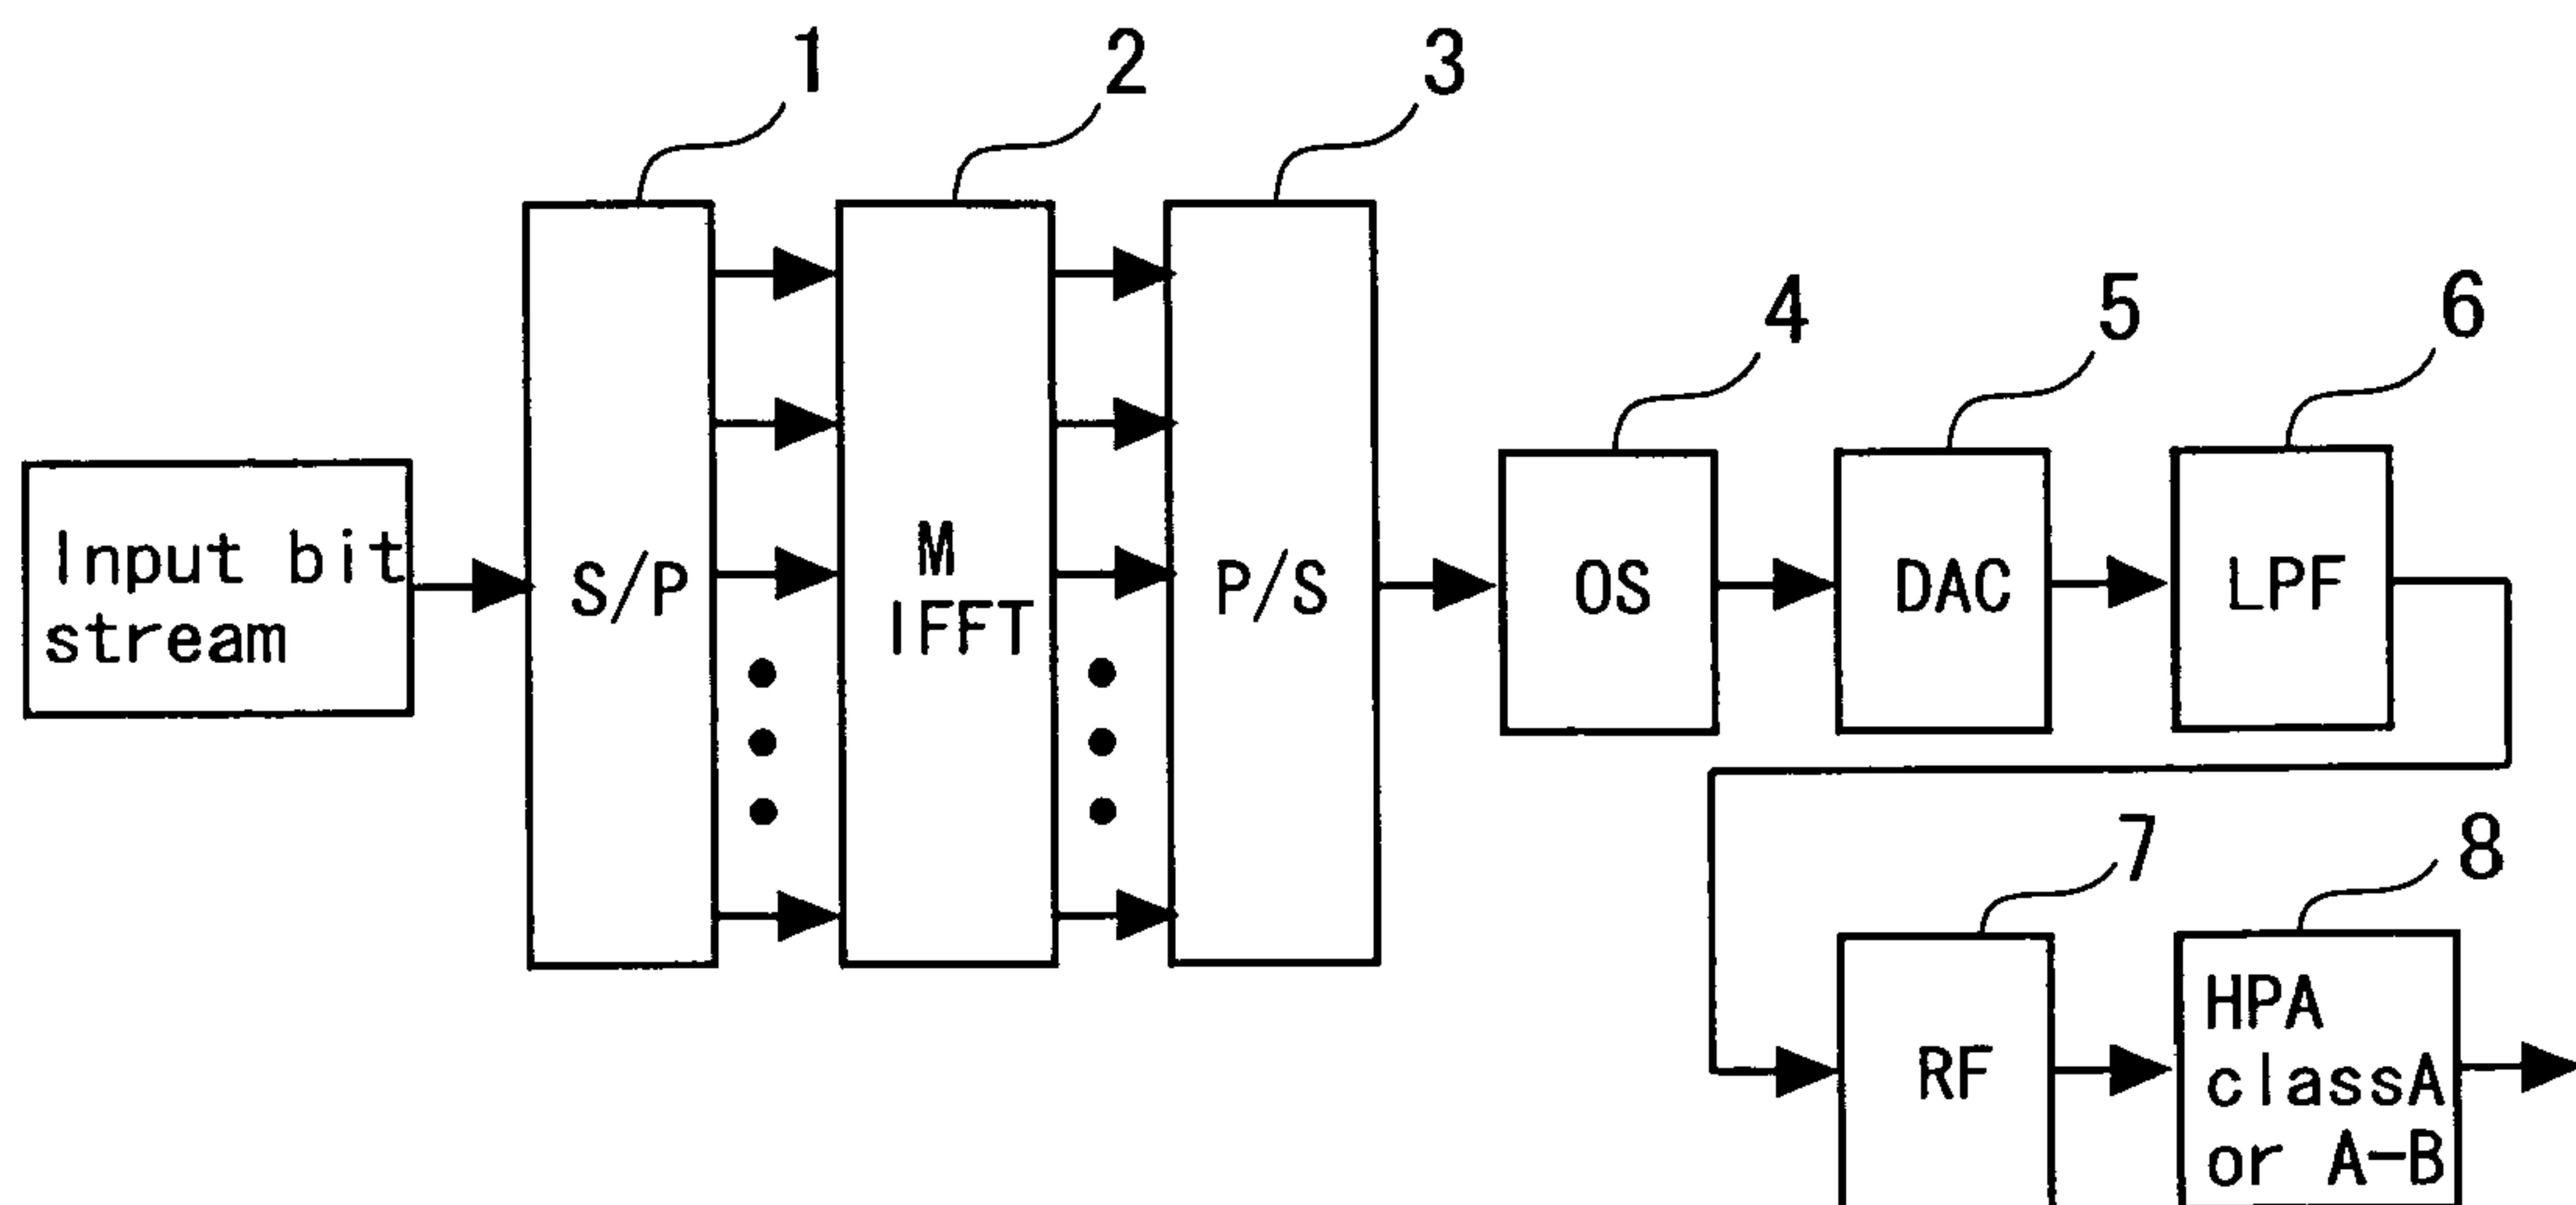 1
2
3
4
5
6
Input bit
stream
S/P
M
IFFT
P/S
OS
DAC
LPF
7
8
RF
HPA
classA
or A-B